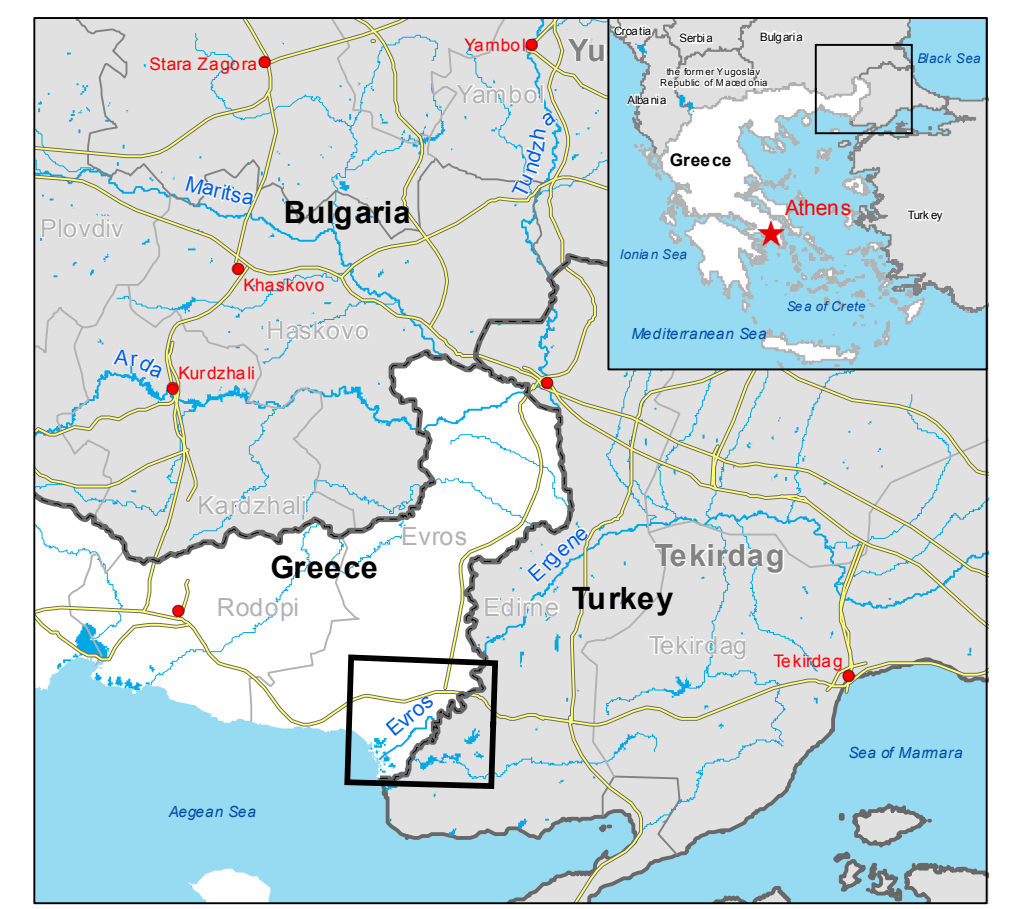 Croatia
Serbia
Bulgaria
Black Sea
the former Yugoslav
Republic of Macedonia
Albania
Greece
Athens
Turkey
Ionian Sea
Sea of Crete
Mediterranean Sea
Yambol
Yu
Stara Zagora
Yambol
Tundzha
Maritsa
Bulgaria
Plovdiv
Khaskovo
Haskovo
Arda
Kurdzhali
Kardzhali
Evros
Ergene
Greece
Tekirdag
Rodopi
Edirne
Turkey
Tekirdag
Tekirdag
Evros
Sea of Marmara
Aegean Sea